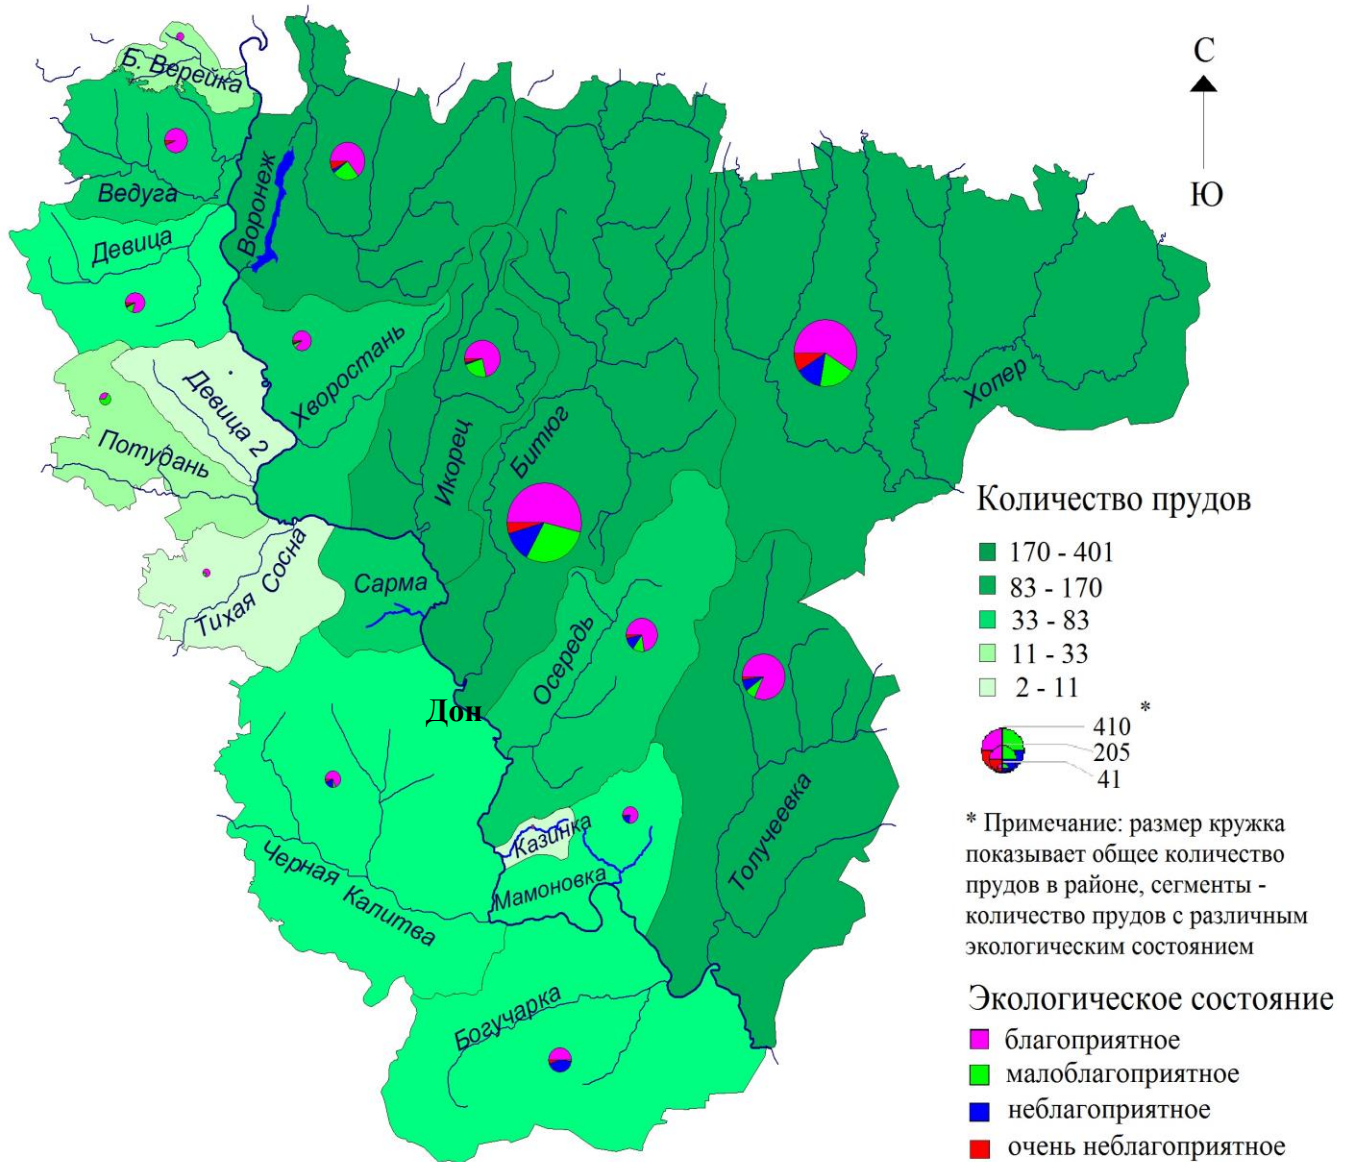 Б. Верейка
Ведуга
Девица
Воронеж
Девица 2
Потудань
Хворостань
Икорец
Битюг
Хопер
Тихая Сосна
Сарма
Осередь
Дон
Казинка
Мамоновка
Толучеевка
Черная Калитва
Богучарка
С
Ю
Количество прудов
170 - 401
83 - 170
33 - 83
11 - 33
2 - 11
*
410
205
41
* Примечание: размер кружка
показывает общее количество
прудов в районе, сегменты -
количество прудов с различным
экологическим состоянием
Экологическое состояние
благоприятное
малоблагоприятное
неблагоприятное
очень неблагоприятное